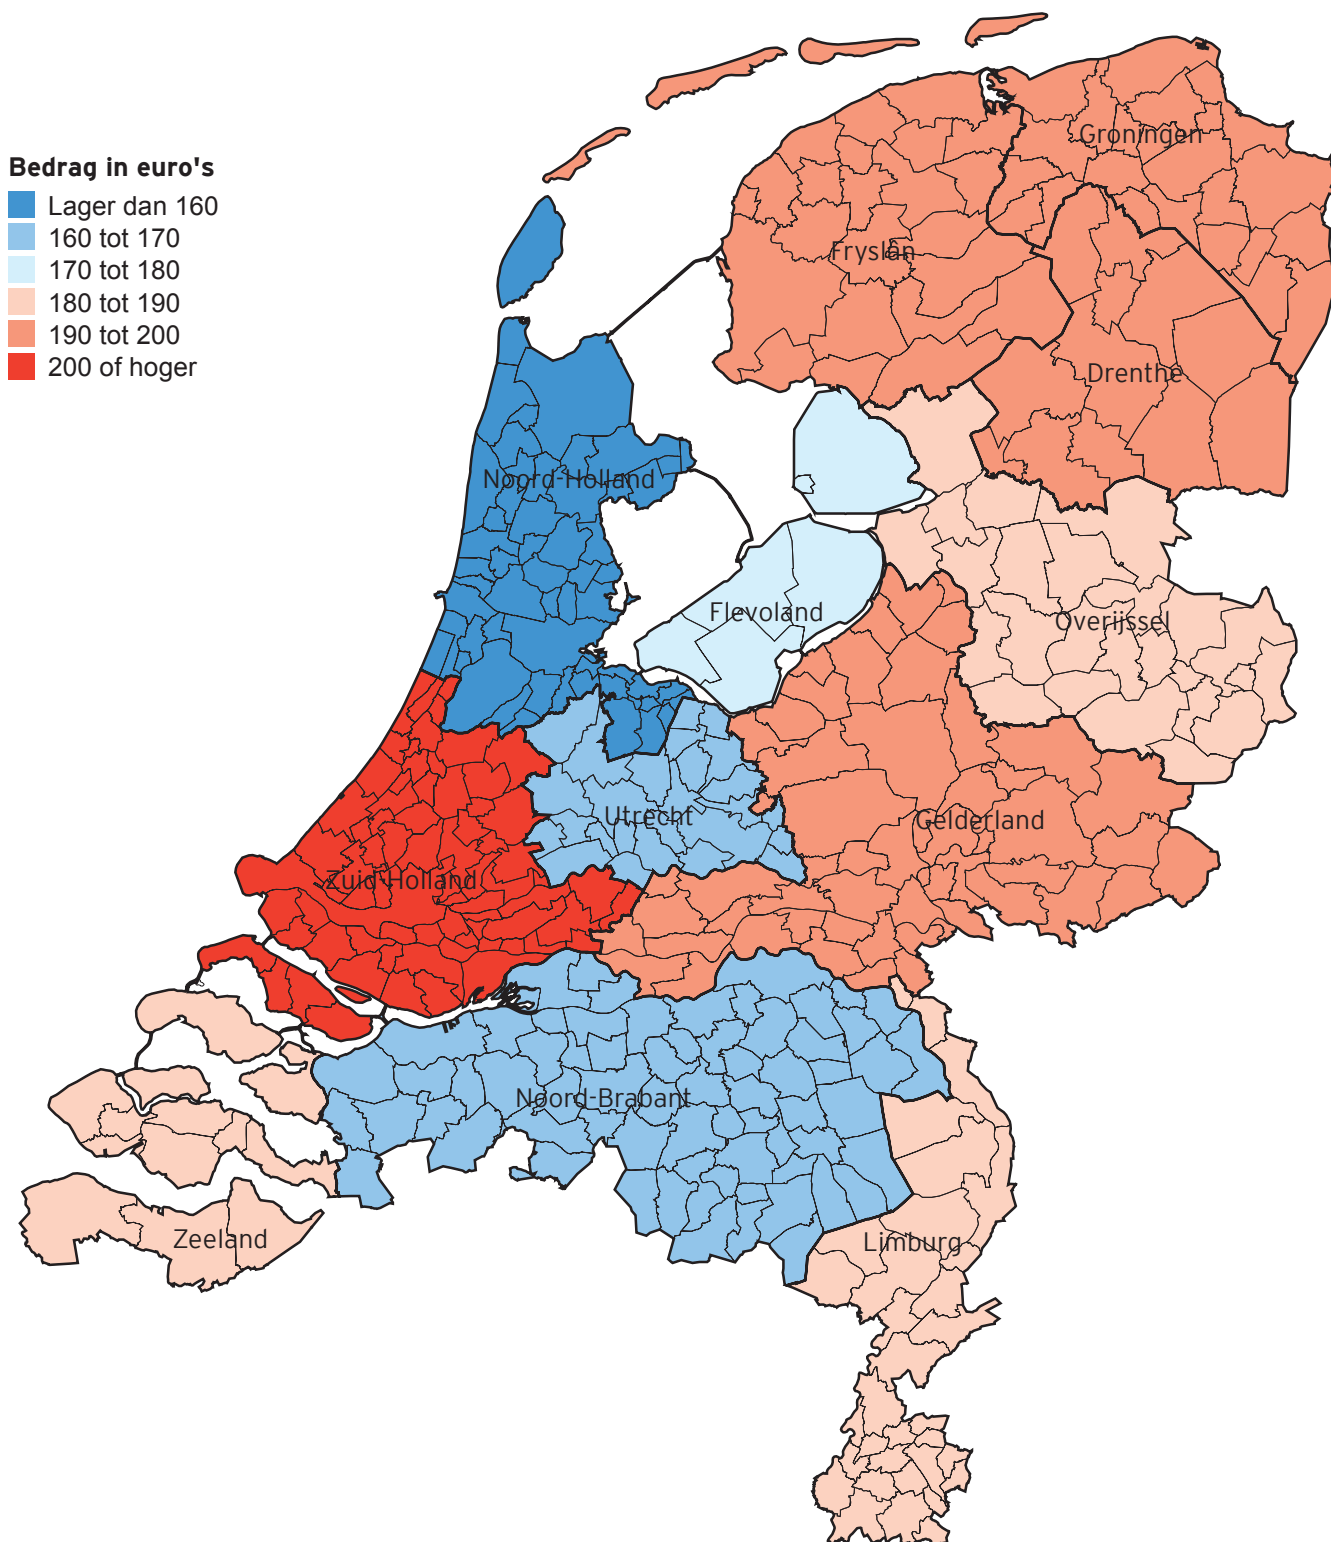 Bedrag in euro's
Lager dan 160
160 tot 170
170 tot 180
180 tot 190
190 tot 200
200 of hoger
Groningen
Fryslân
Drenthe
Noord-Holland
Flevoland
Overijssel
Utrecht
Gelderland
Zuid-Holland
Noord-Brabant
Zeeland
Limburg